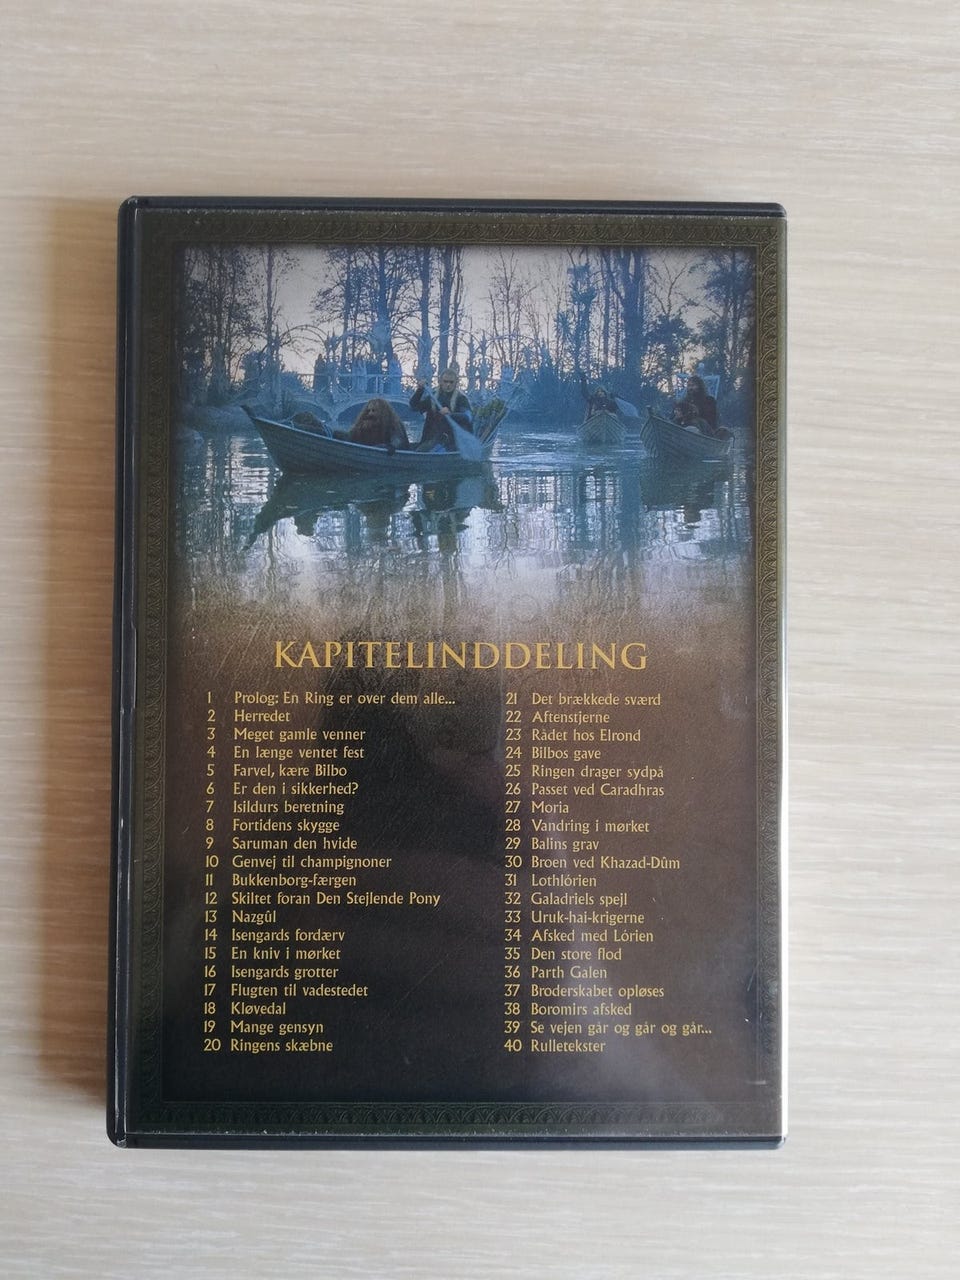 KAPITELINDDELING
1 Prolog: En Ring er over dem alle...
2 Herredet
3 Meget gamle venner
4 En længe ventet fest
5 Farvel, kære Bilbo
6 Er den i sikkerhed?
7 Isildurs beretning
8 Fortidens skygge
9 Saruman den hvide
10 Genvej til champignoner
11 Bukkenborg-færgen
12 Skiltet foran Den Stejlende Pony
13 Nazgûl
14 Isengards fordærv
15 En kniv i mørket
16 Isengards grotter
17 Flugten til vadestedet
18 Kløvedal
19 Mange gensyn
20 Ringens skæbne
21 Det brækkede sværd
22 Aftenstjerne
23 Rådet hos Elrond
24 Bilbos gave
25 Ringen drager sydpå
26 Passet ved Caradhras
27 Moria
28 Vandring i mørket
29 Balins grav
30 Broen ved Khazad-Dûm
31 Lothlórien
32 Galadriels spejl
33 Uruk-hai-krigerne
34 Afsked med Lórien
35 Den store flod
36 Parth Galen
37 Broderskabet opløses
38 Boromirs afsked
39 Se vejen går og går og går...
40 Rulletekster